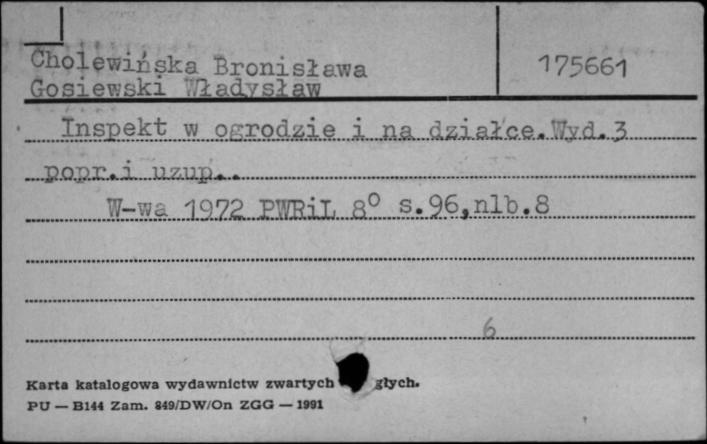 Cholewińska Bronisława
175661
Gosiewski Władysław
Inspekt w ogrodzie i na działce.Wyd.3
popr.i uzup..
W-wa 1972 PWRiL 8° s.96,nlb.8
6
Karta katalogowa wydawnictw zwartych głych.
PU — B144 Zam. 849/DW/On ZGG — 1991